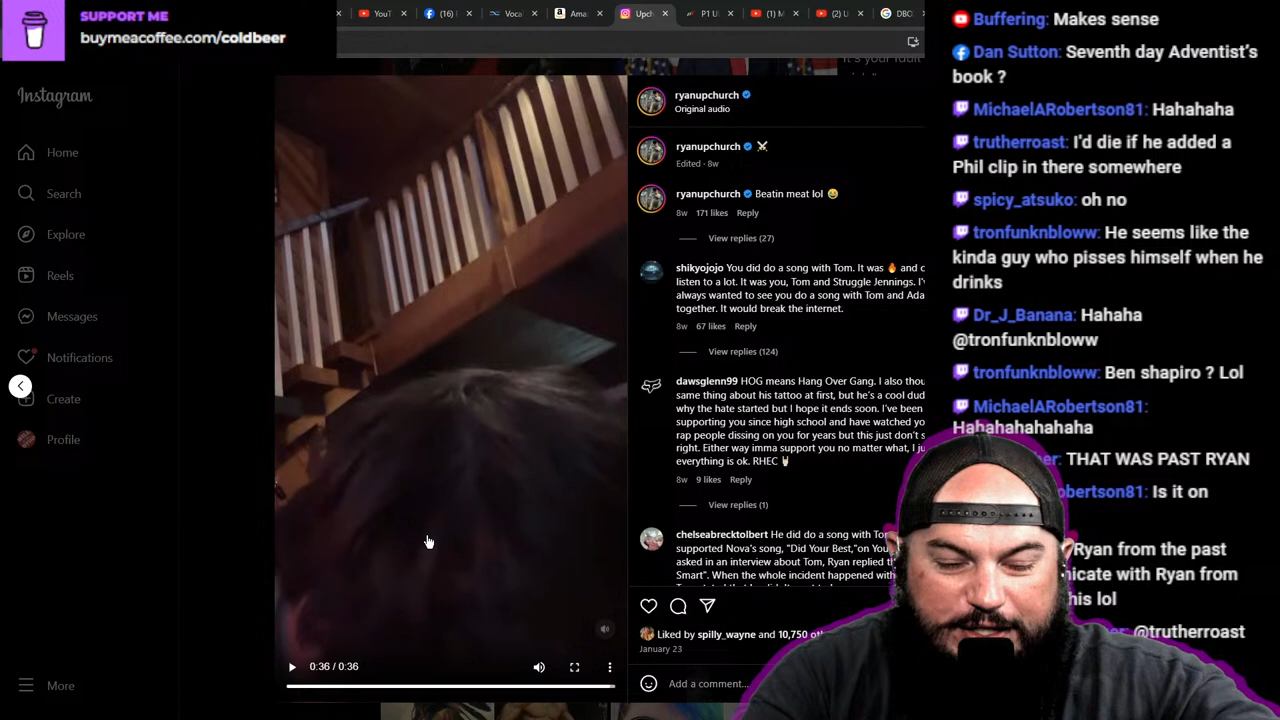 SUPPORT ME
buymeacoffee.com/coldbeer
YouT
(16)
Voca
Ama
Upch
P1 U
(1) M
(2) U
DBO
Instagram
Home
Search
Explore
Reels
Messages
Notifications
Create
Profile
More
0:36 / 0:36
ryanupchurch
Original audio
ryanupchurch
Edited · 8w
ryanupchurch Beatin meat lol 😂
8w 171 likes Reply
View replies (27)
shikyojojo You did do a song with Tom. It was 🔥 and c
listen to a lot. It was you, Tom and Struggle Jennings. I'
always wanted to see you do a song with Tom and Ada
together. It would break the internet.
8w 67 likes Reply
View replies (124)
dawsglenn99 HOG means Hang Over Gang. I also thou
same thing about his tattoo at first, but he's a cool dud
why the hate started but I hope it ends soon. I've been
supporting you since high school and have watched yo
rap people dissing on you for years but this just don't s
right. Either way imma support you no matter what, I ju
everything is ok. RHEC 🤘
8w 9 likes Reply
View replies (1)
chelseabrecktolbert He did do a song with Tom
supported Nova's song, "Did Your Best,"on You
asked in an interview about Tom, Ryan replied th
Smart". When the whole incident happened with
Liked by spilly_wayne and 10,750 oth
January 23
Add a comment...
Buffering: Makes sense
Dan Sutton: Seventh day Adventist's
book ?
MichaelARobertson81: Hahahaha
trutherroast: I'd die if he added a
Phil clip in there somewhere
spicy_atsuko: oh no
tronfunknbloww: He seems like the
kinda guy who pisses himself when he
drinks
Dr_J_Banana: Hahaha
@tronfunknbloww
tronfunknbloww: Ben shapiro ? Lol
MichaelARobertson81:
Hahahahahaha
THAT WAS PAST RYAN
obertson81: Is it on
Ryan from the past
nicate with Ryan from
his lol
@trutherroast